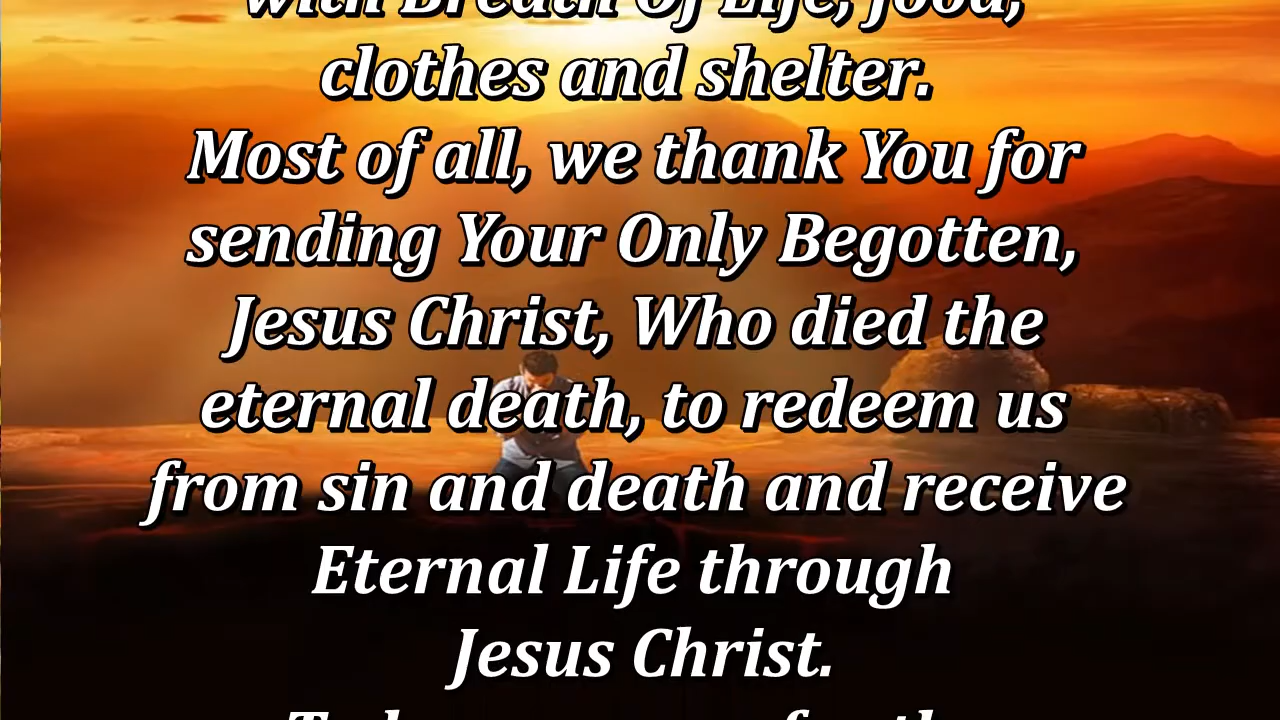 with Breath Of Life, food,
clothes and shelter.
Most of all, we thank You for
sending Your Only Begotten,
Jesus Christ, Who died the
eternal death, to redeem us
from sin and death and receive
Eternal Life through
Jesus Christ.